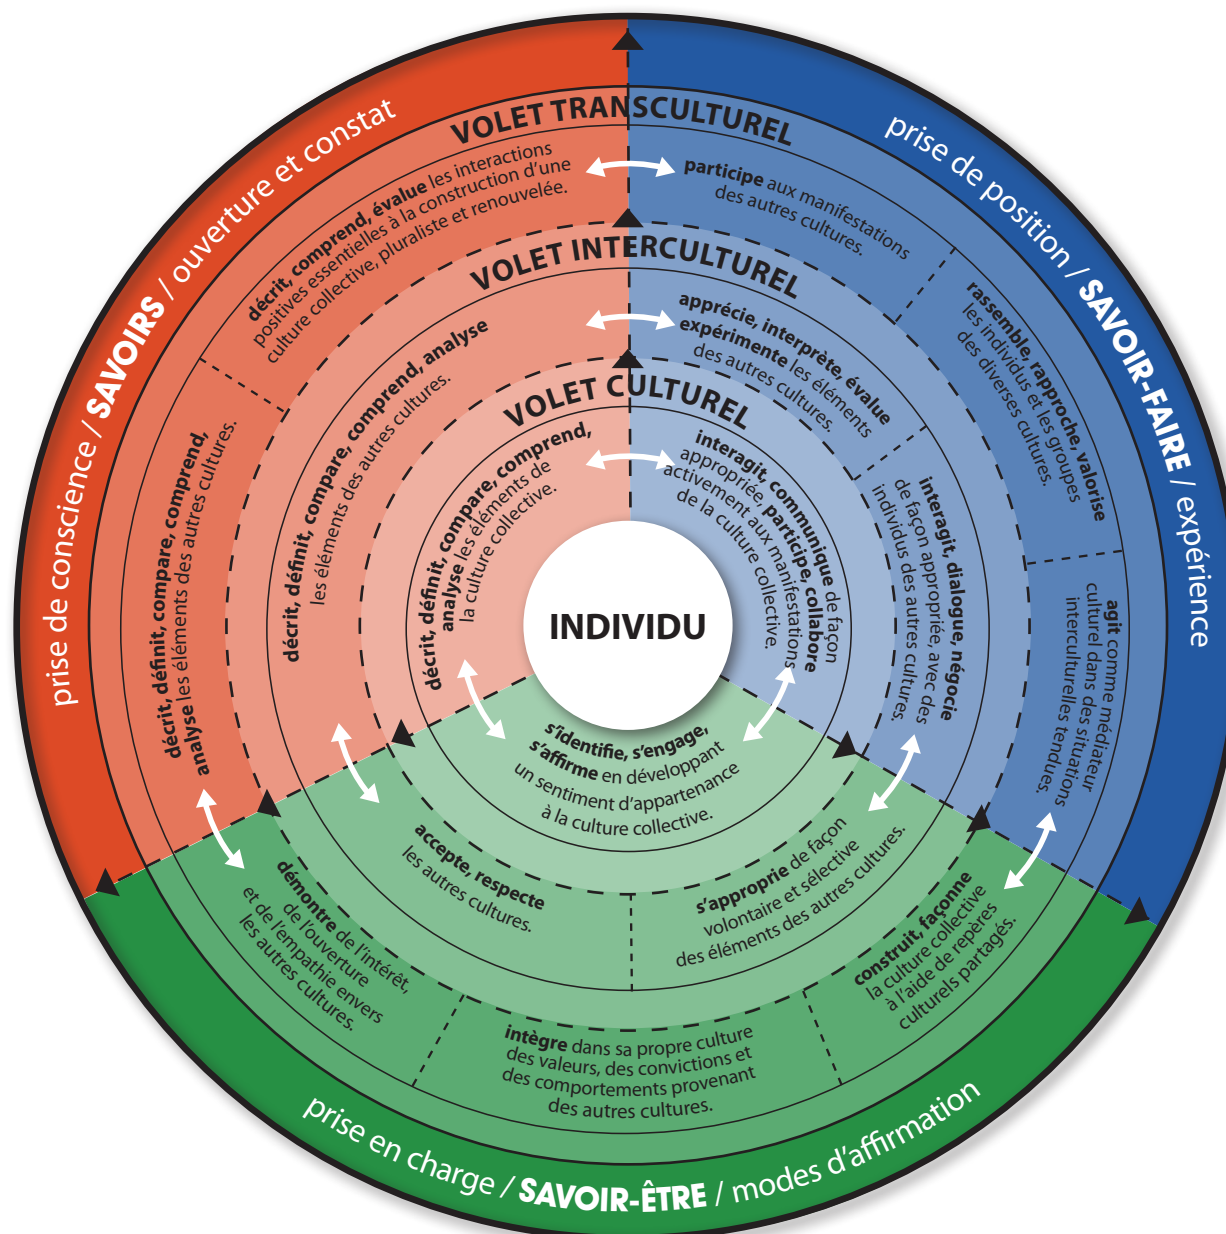 prise de conscience / SAVOIRS / ouverture et constat
prise de position / SAVOIR-FAIRE / expérience
VOLET TRANSCULTUREL
décrit, comprend, évalue les interactions
positives essentielles à la construction d'une
culture collective, pluraliste et renouvelée.
décrit, définit, compare, comprend,
analyse les éléments des autres cultures.
participe aux manifestations
des autres cultures.
rassemble, rapproche, valorise
les individus et les groupes
des diverses cultures.
agit comme médiateur
culturel dans des situations
interculturelles tendues.
VOLET INTERCULTUREL
décrit, définit, compare, comprend, analyse
les éléments des autres cultures.
apprécie, interprète, évalue
expérimente les éléments
des autres cultures.
interagit, dialogue, négocie
de façon appropriée, avec des
individus des autres cultures.
VOLET CULTUREL
décrit, définit, compare, comprend,
analyse les éléments de
la culture collective.
interagit, communique de façon
appropriée, participe, collabore
activement aux manifestations
de la culture collective.
INDIVIDU
s'identifie, s'engage,
s'affirme en développant
un sentiment d'appartenance
à la culture collective.
accepte, respecte
les autres cultures.
s'approprie de façon
volontaire et sélective
des éléments des autres cultures.
démontre de l'intérêt,
de l'ouverture
et de l'empathie envers
les autres cultures.
intègre dans sa propre culture
des valeurs, des convictions et
des comportements provenant
des autres cultures.
construit, façonne
la culture collective
à l'aide de repères
culturels partagés.
prise en charge / SAVOIR-ÊTRE / modes d'affirmation